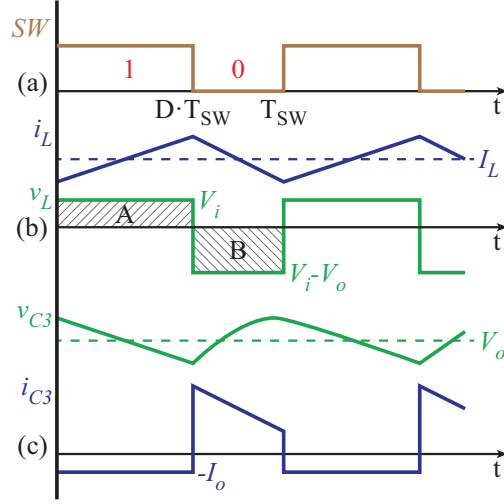 SW
1 0
(a)
t
D·T_SW T_SW
i_L
I_L
v_L
V_i
A
(b)
t
B
V_i-V_o
v_C3
V_o
i_C3
(c)
t
-I_o